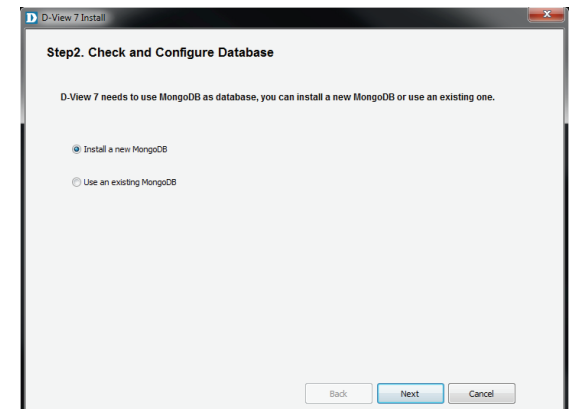 D D-View 7 Install
Step2. Check and Configure Database
D-View 7 needs to use MongoDB as database, you can install a new MongoDB or use an existing one.
Install a new MongoDB
Use an existing MongoDB
Back Next Cancel